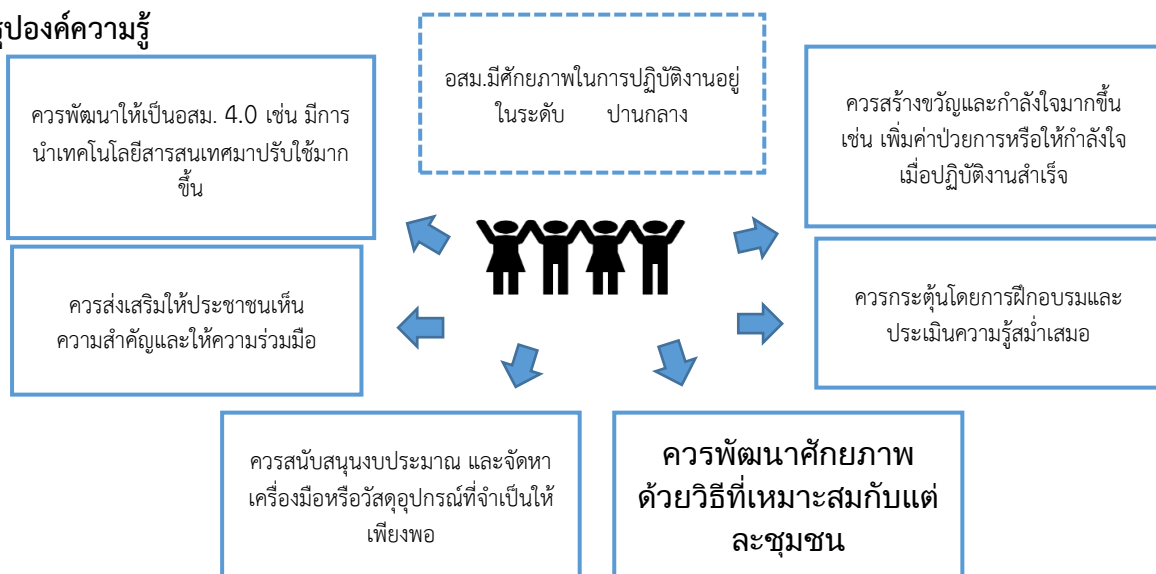 ปองค์ความรู้
อสม.มีศักยภาพในการปฏิบัติงานอยู่
ในระดับ ปานกลาง
ควรพัฒนาให้เป็นอสม. 4.0 เช่น มีการ
นำเทคโนโลยีสารสนเทศมาปรับใช้มาก
ขึ้น
ควรสร้างขวัญและกำลังใจมากขึ้น
เช่น เพิ่มค่าป่วยการหรือให้กำลังใจ
เมื่อปฏิบัติงานสำเร็จ
ควรส่งเสริมให้ประชาชนเห็น
ความสำคัญและให้ความร่วมมือ
ควรกระตุ้นโดยการฝึกอบรมและ
ประเมินความรู้สม่ำเสมอ
ควรสนับสนุนงบประมาณ และจัดหา
เครื่องมือหรือวัสดุอุปกรณ์ที่จำเป็นให้
เพียงพอ
ควรพัฒนาศักยภาพ
ด้วยวิธีที่เหมาะสมกับแต่
ละชุมชน